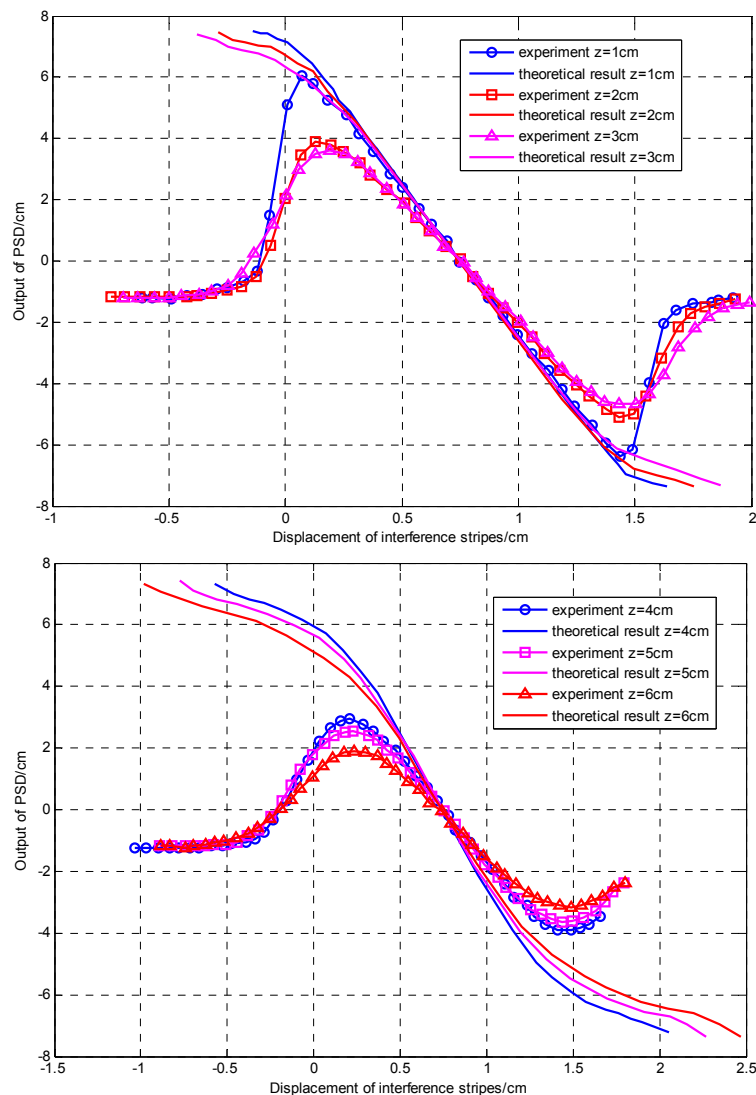 8
6
4
2
0
-2
-4
-6
-8
Output of PSD/cm
experiment z=1cm
theoretical result z=1cm
experiment z=2cm
theoretical result z=2cm
experiment z=3cm
theoretical result z=3cm
-1 -0.5 0 0.5 1 1.5 2
Displacement of interference stripes/cm
8
6
4
2
0
-2
-4
-6
-8
Output of PSD/cm
experiment z=4cm
theoretical result z=4cm
experiment z=5cm
theoretical result z=5cm
experiment z=6cm
theoretical result z=6cm
-1.5 -1 -0.5 0 0.5 1 1.5 2 2.5
Displacement of interference stripes/cm